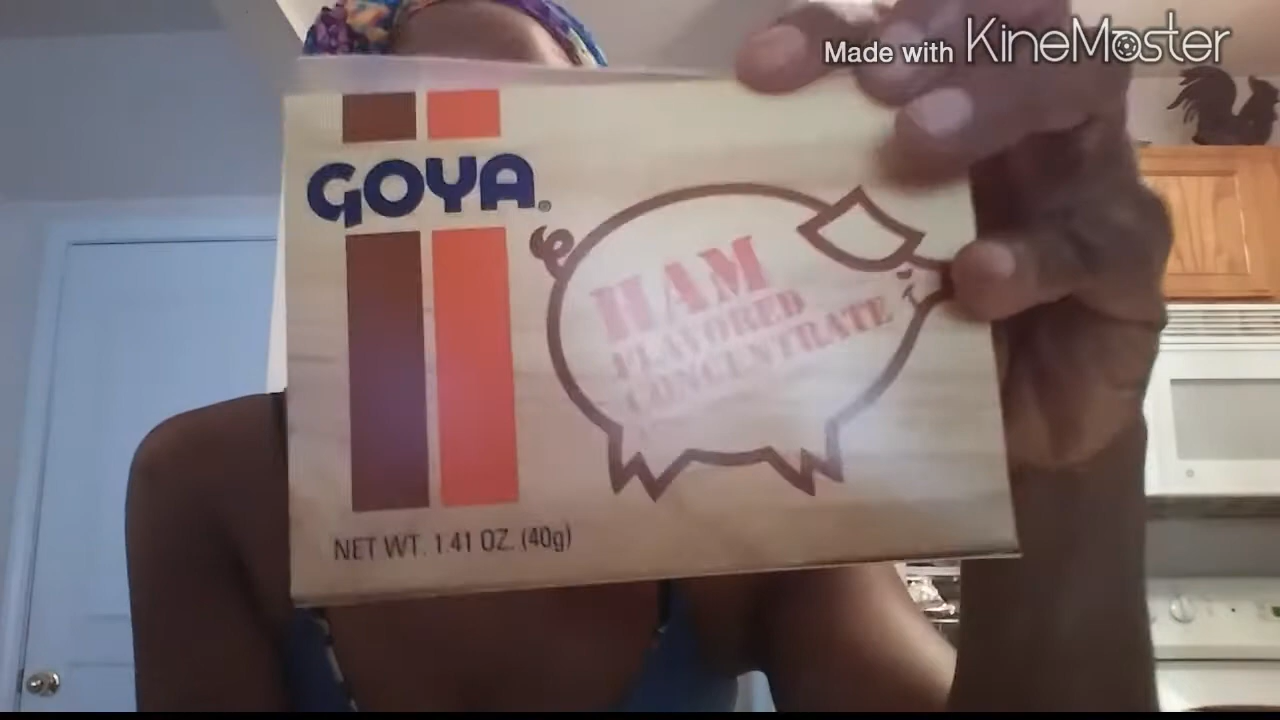 Made with KineMaster
GOYA®
HAM
FLAVORED
CONCENTRATE
NET WT. 1.41 OZ. (40g)